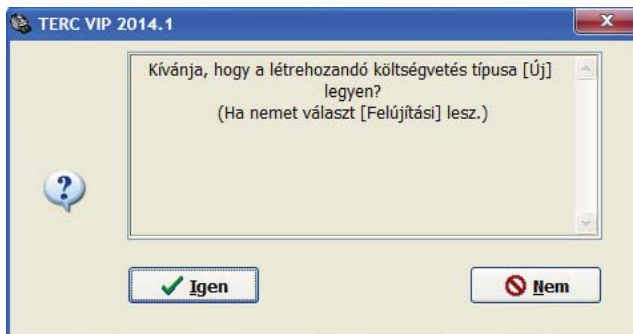 TERC VIP 2014.1
Kívánja, hogy a létrehozandó költségvetés típusa [Új]
legyen?
(Ha nemet választ [Felújítási] lesz.)
Igen
Nem